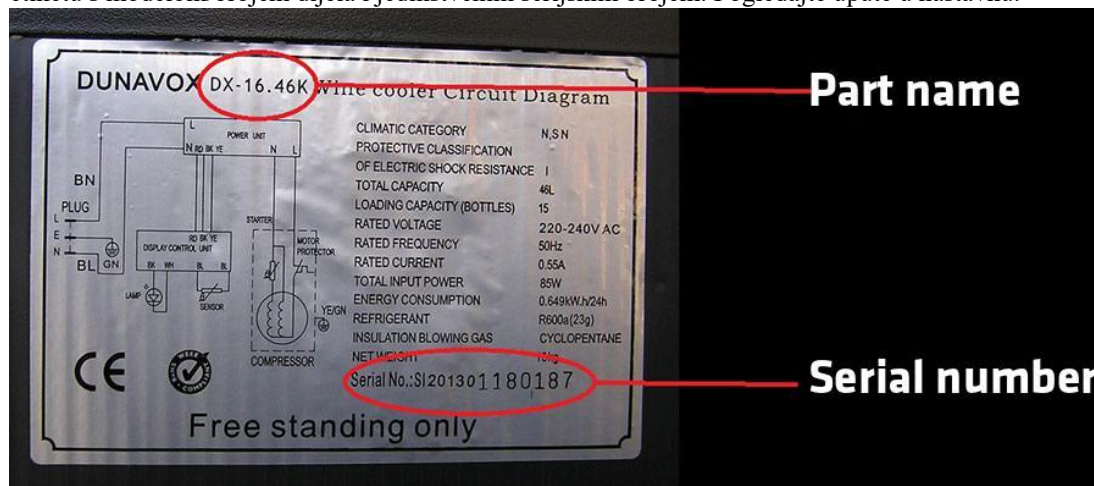 DUNAVOX DX-16.46K Wine cooler Circuit Diagram
Part name
L
POWER UNIT
N RD BK YE N L
BN
PLUG
L
E
N
BL GN
STARTER
MOTOR
PROTECTOR
RD BK YE
DISPLAY CONTROL UNIT
BK WH BL BL
LAMP
SENSOR
YE/GN
COMPRESSOR
CLIMATIC CATEGORY N,S N
PROTECTIVE CLASSIFICATION
OF ELECTRIC SHOCK RESISTANCE I
TOTAL CAPACITY 46L
LOADING CAPACITY (BOTTLES) 15
RATED VOLTAGE 220-240V AC
RATED FREQUENCY 50Hz
RATED CURRENT 0.55A
TOTAL INPUT POWER 85W
ENERGY CONSUMPTION 0.649kW.h/24h
REFRIGERANT R600a(23g)
INSULATION BLOWING GAS CYCLOPENTANE
NET WEIGHT
Serial No.:SI201301180187
Serial number
CE
Free standing only